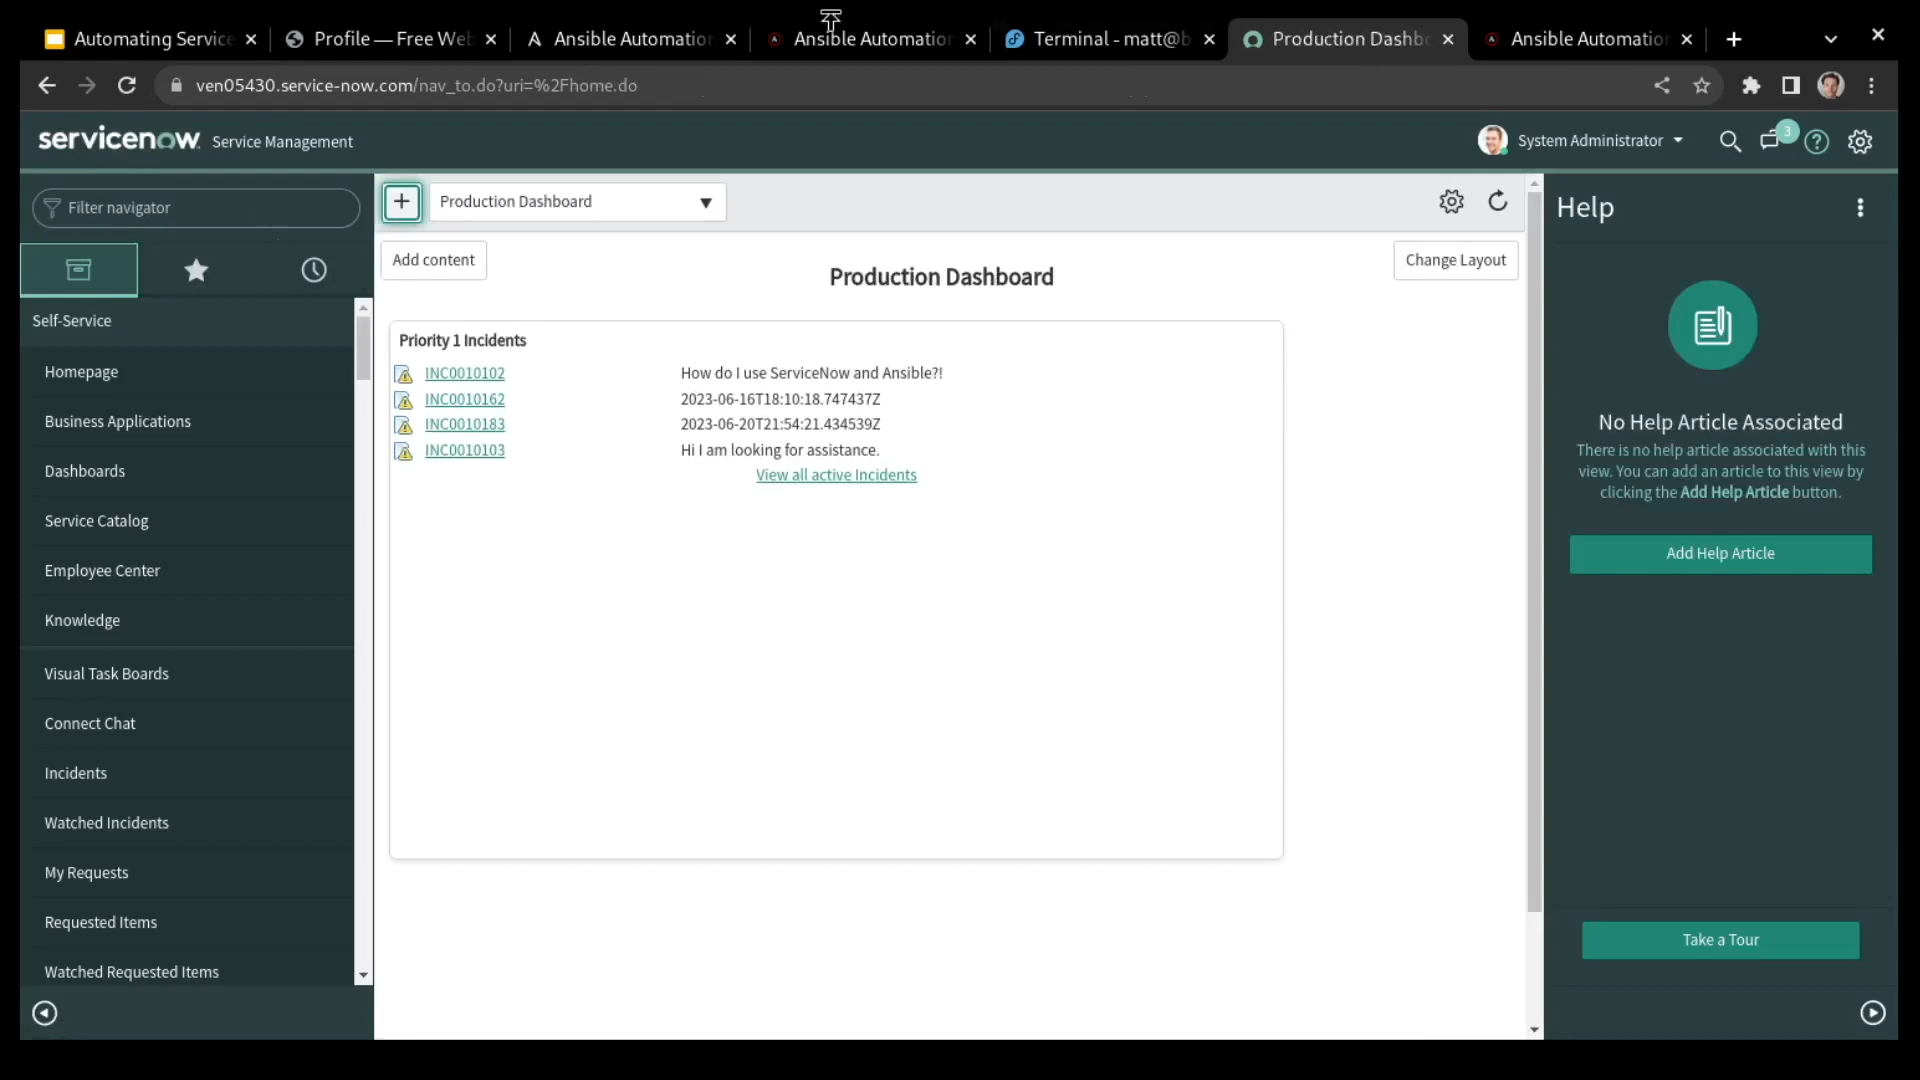 Automating Service
Profile — Free Web
Ansible Automation
Ansible Automation
Terminal - matt@b
Production Dashb
Ansible Automation
ven05430.service-now.com/nav_to.do?uri=%2Fhome.do
servicenow Service Management
System Administrator
3
Filter navigator
Self-Service
Homepage
Business Applications
Dashboards
Service Catalog
Employee Center
Knowledge
Visual Task Boards
Connect Chat
Incidents
Watched Incidents
My Requests
Requested Items
Watched Requested Items
Production Dashboard
Add content
Production Dashboard
Change Layout
Priority 1 Incidents
INC0010102 How do I use ServiceNow and Ansible?!
INC0010162 2023-06-16T18:10:18.747437Z
INC0010183 2023-06-20T21:54:21.434539Z
INC0010103 Hi I am looking for assistance.
View all active Incidents
Help
No Help Article Associated
There is no help article associated with this
view. You can add an article to this view by
clicking the Add Help Article button.
Add Help Article
Take a Tour